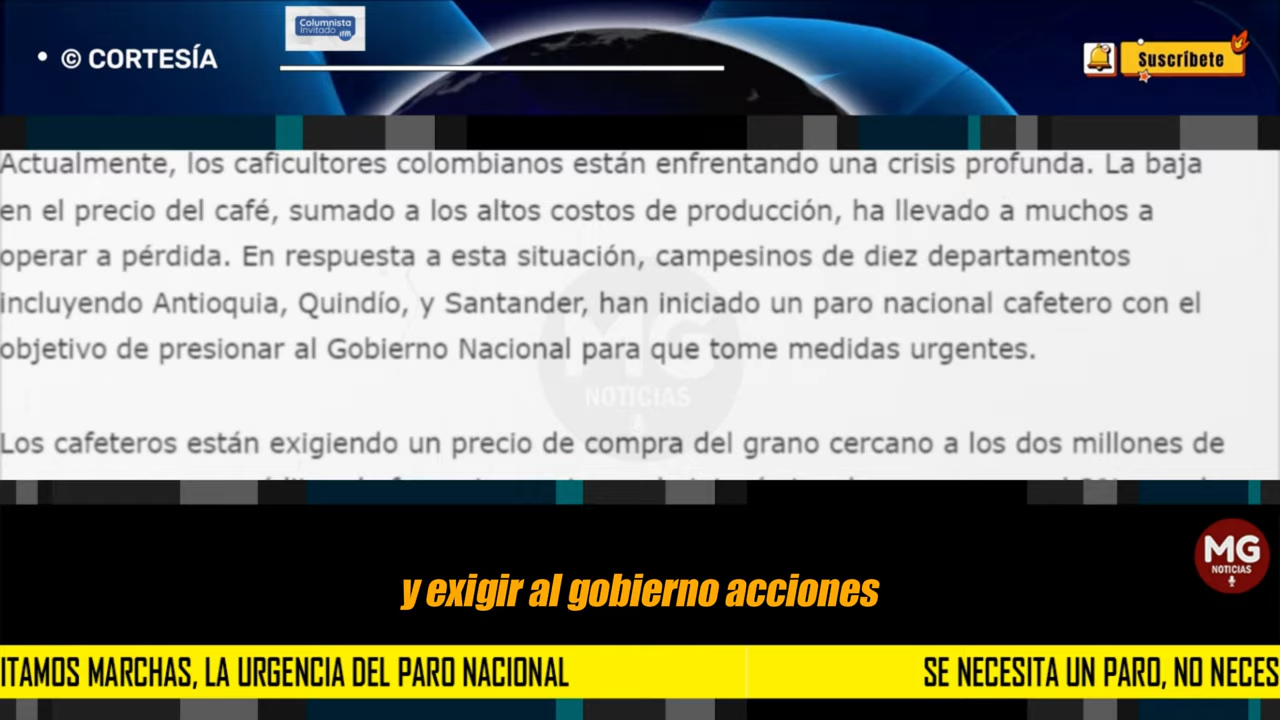 Columnista
Invitado
• © CORTESÍA
Suscríbete
Actualmente, los caficultores colombianos están enfrentando una crisis profunda. La baja
en el precio del café, sumado a los altos costos de producción, ha llevado a muchos a
operar a pérdida. En respuesta a esta situación, campesinos de diez departamentos
incluyendo Antioquia, Quindío, y Santander, han iniciado un paro nacional cafetero con el
objetivo de presionar al Gobierno Nacional para que tome medidas urgentes.
MG
NOTICIAS
Los cafeteros están exigiendo un precio de compra del grano cercano a los dos millones de
MG
NOTICIAS
y exigir al gobierno acciones
ITAMOS MARCHAS, LA URGENCIA DEL PARO NACIONAL
SE NECESITA UN PARO, NO NECES